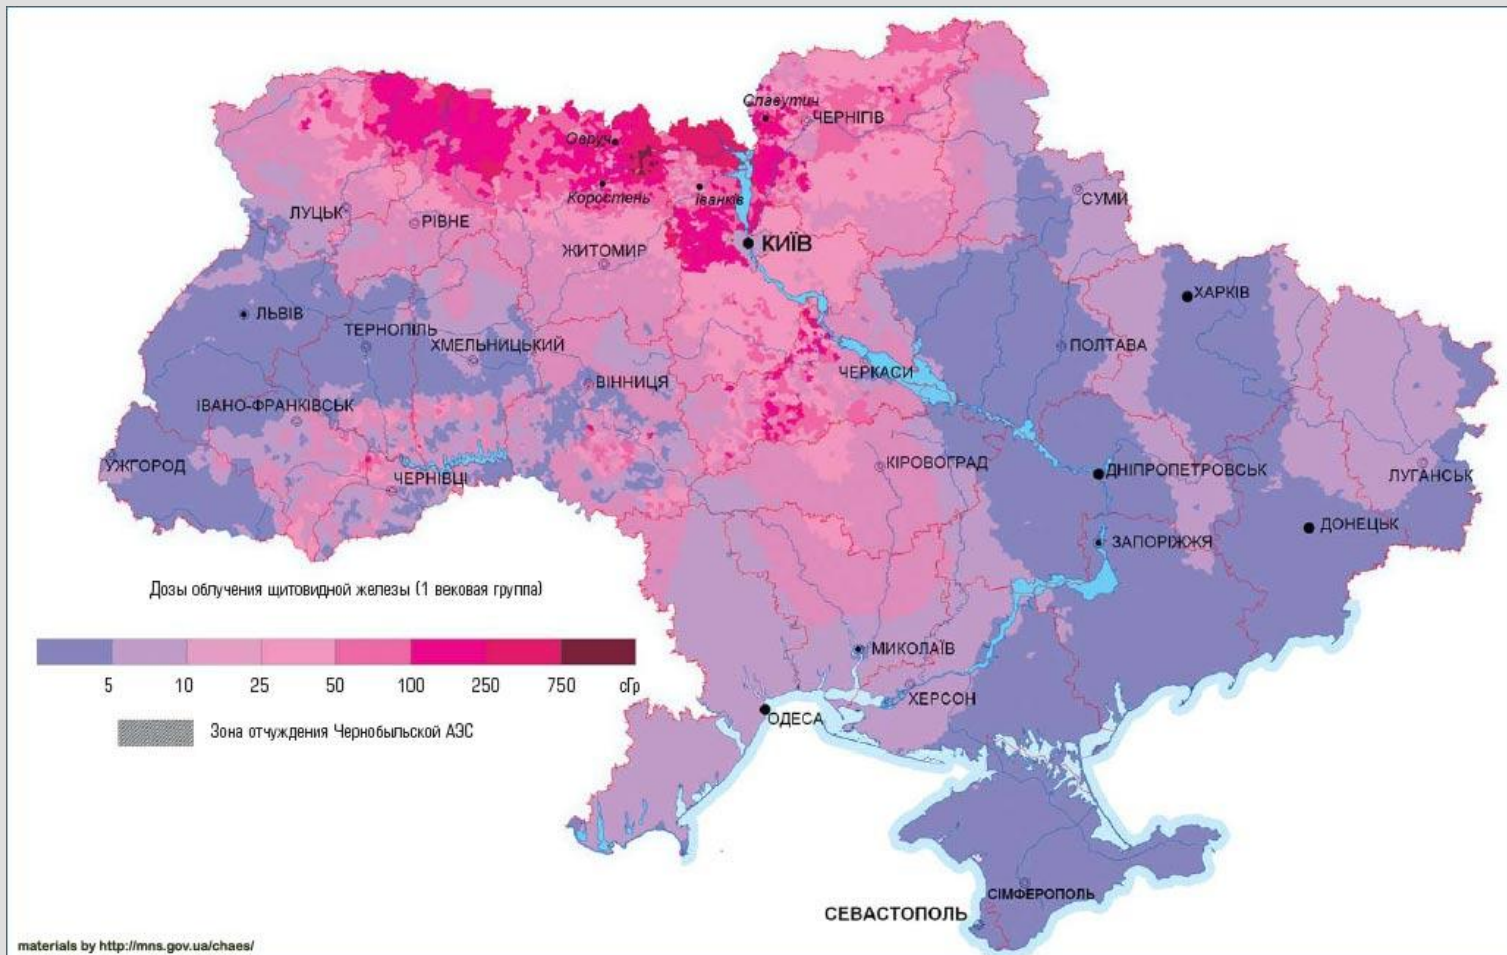 Славутич
ЧЕРНІГІВ
Овруч
Коростень
Іванків
СУМИ
ЛУЦЬК
РІВНЕ
ЖИТОМИР
КИЇВ
ХАРКІВ
ЛЬВІВ
ТЕРНОПІЛЬ
ХМЕЛЬНИЦЬКИЙ
ПОЛТАВА
ВІННИЦЯ
ЧЕРКАСИ
ІВАНО-ФРАНКІВСЬК
УЖГОРОД
ЧЕРНІВЦІ
КІРОВОГРАД
ДНІПРОПЕТРОВСЬК
ЛУГАНСЬК
ДОНЕЦЬК
ЗАПОРІЖЖЯ
Дозы облучения щитовидной железы (1 вековая группа)
5 10 25 50 100 250 750 сГр
Зона отчуждения Чернобыльской АЭС
МИКОЛАЇВ
ХЕРСОН
ОДЕСА
СІМФЕРОПОЛЬ
СЕВАСТОПОЛЬ
materials by http://mns.gov.ua/chaes/